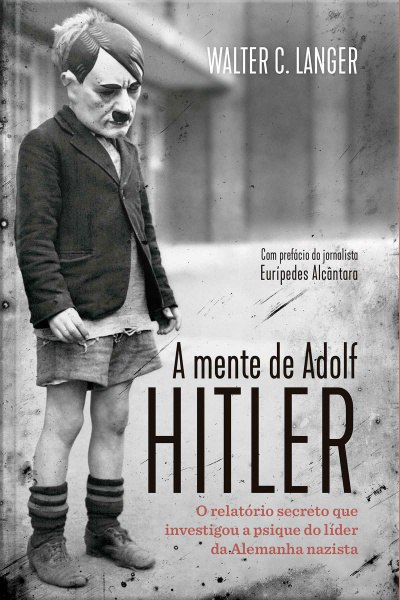 WALTER C. LANGER
Com prefácio do jornalista
Eurípedes Alcântara
A mente de Adolf
HITLER
O relatório secreto que
investigou a psique do líder
da Alemanha nazista